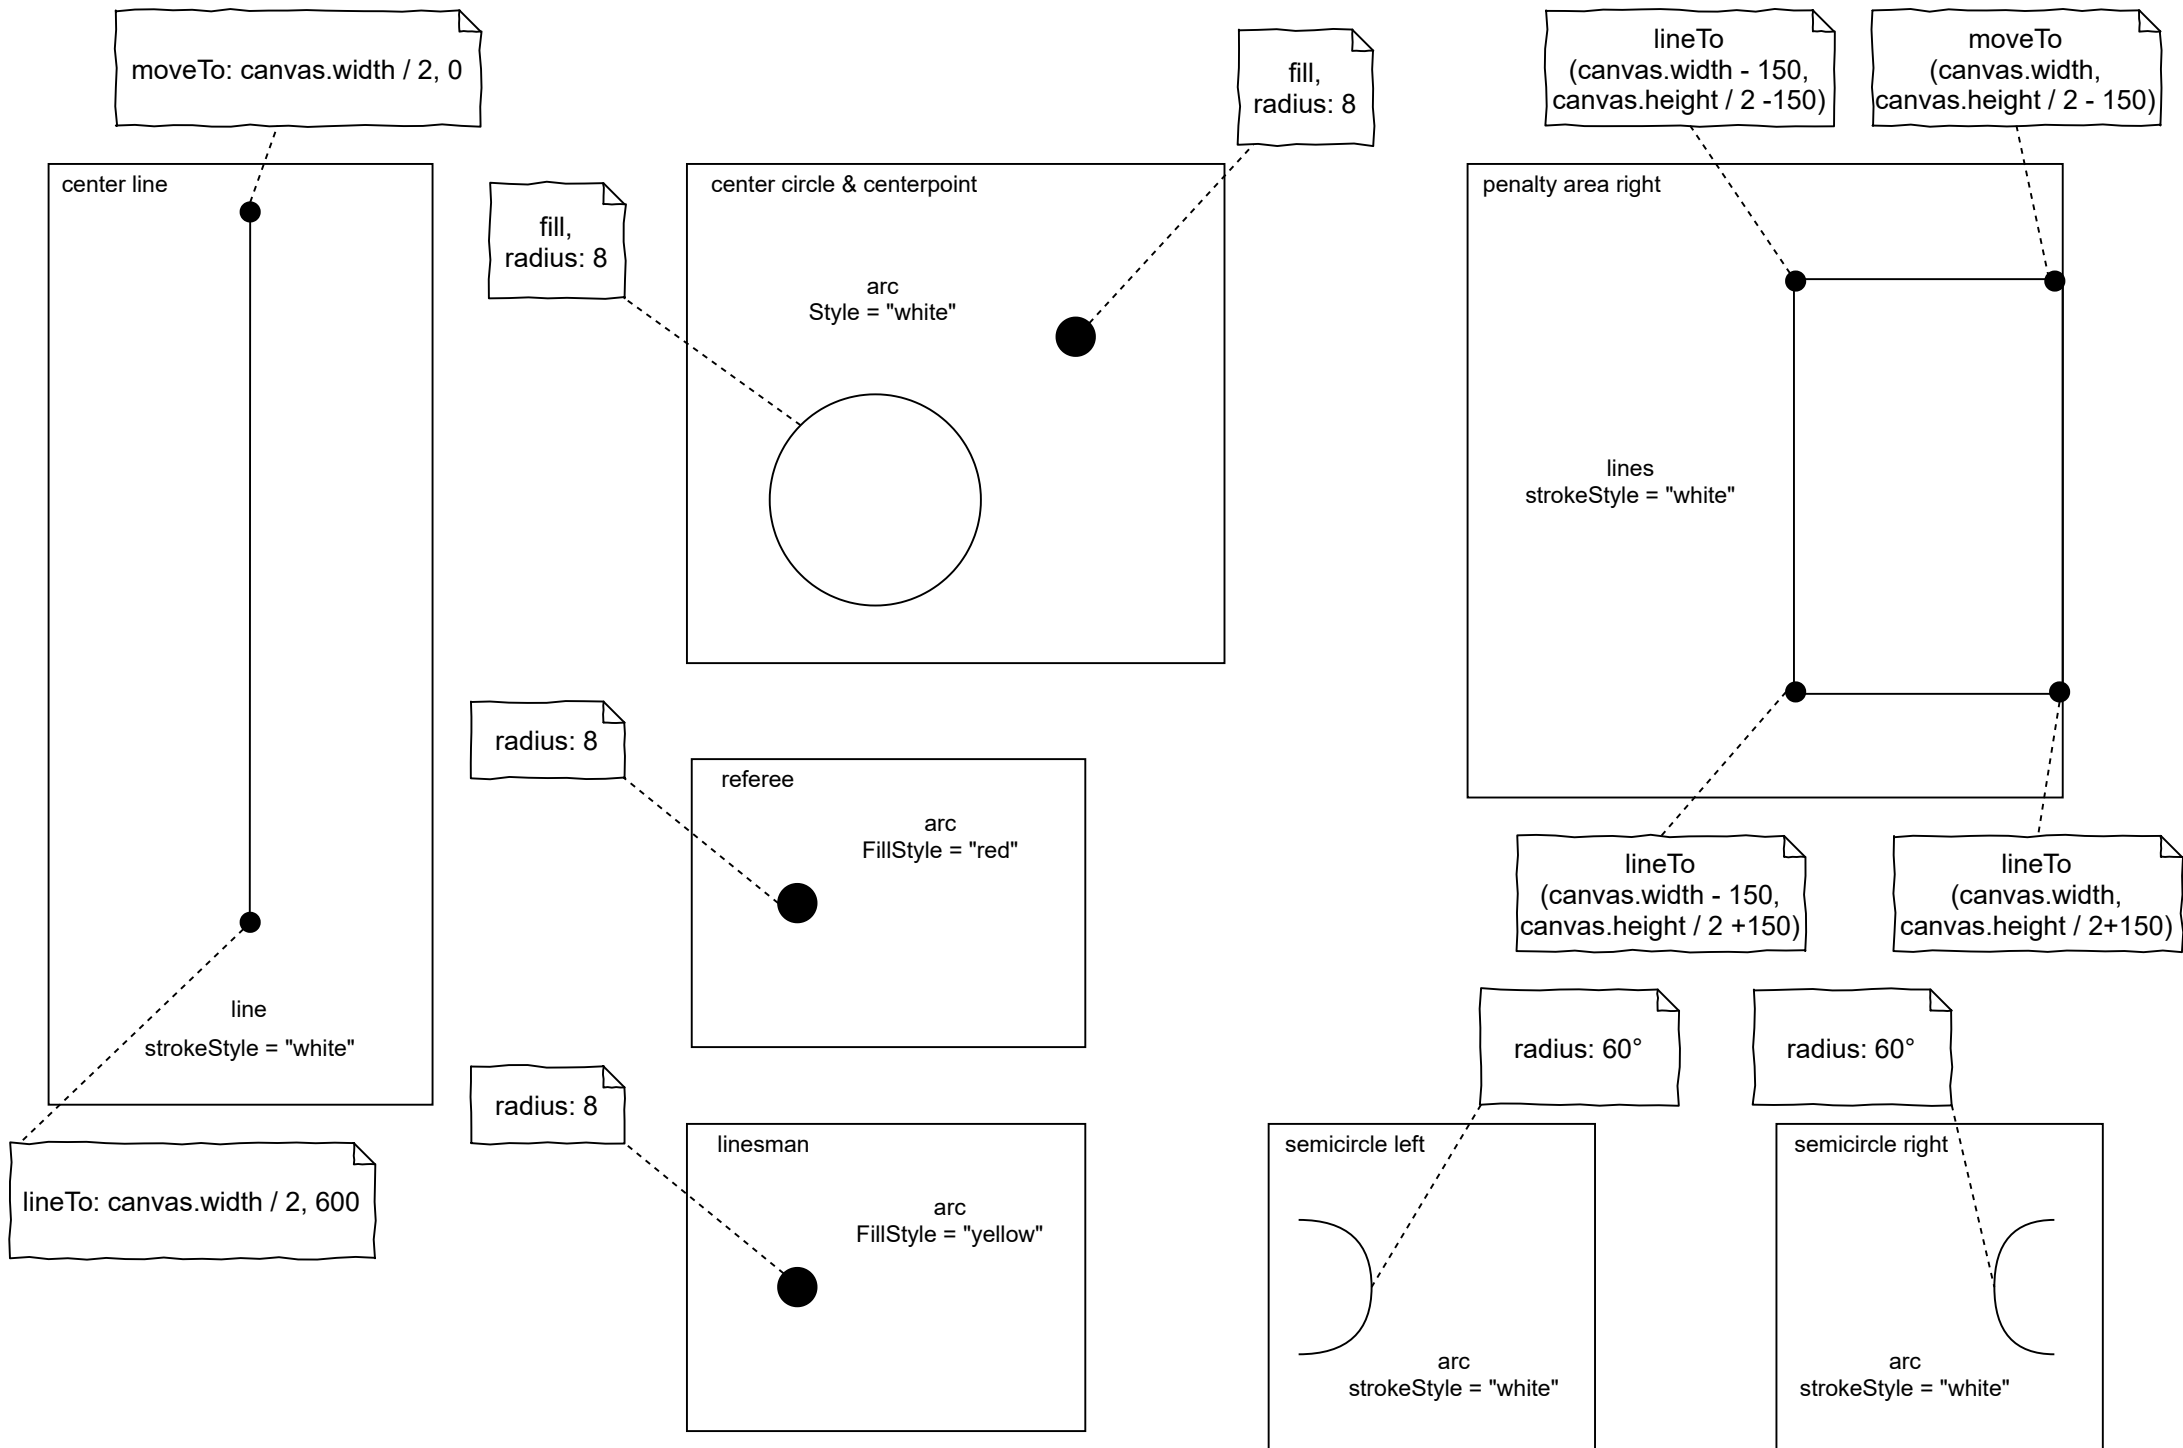 moveTo: canvas.width / 2, 0
center line
line
strokeStyle = "white"
lineTo: canvas.width / 2, 600
fill,
radius: 8
fill,
radius: 8
center circle & centerpoint
arc
Style = "white"
radius: 8
referee
arc
FillStyle = "red"
radius: 8
linesman
arc
FillStyle = "yellow"
lineTo
(canvas.width - 150,
canvas.height / 2 -150)
moveTo
(canvas.width,
canvas.height / 2 - 150)
penalty area right
lines
strokeStyle = "white"
lineTo
(canvas.width - 150,
canvas.height / 2 +150)
lineTo
(canvas.width,
canvas.height / 2+150)
radius: 60°
radius: 60°
semicircle left
arc
strokeStyle = "white"
semicircle right
arc
strokeStyle = "white"